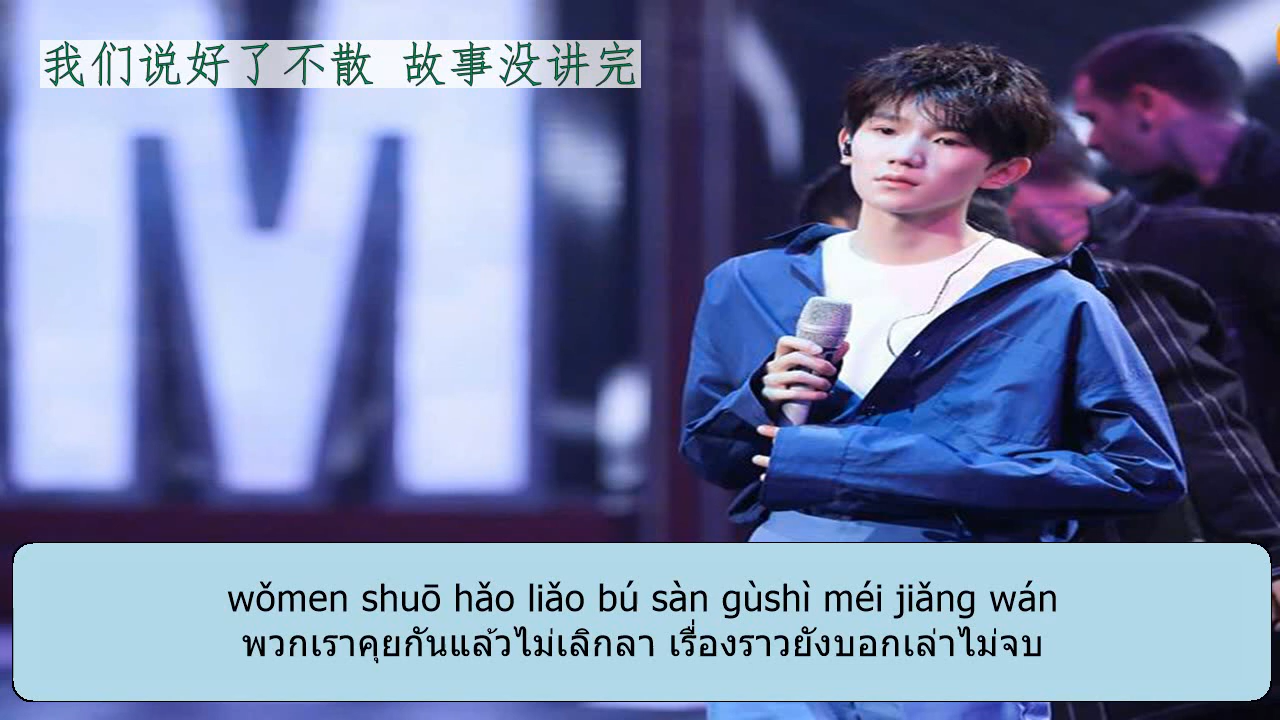 我们说好了不散 故事没讲完
M
wǒmen shuō hǎo liǎo bú sàn gùshì méi jiǎng wán
พวกเราคุยกันแล้วไม่เลิกลา เรื่องราวยังบอกเล่าไม่จบ